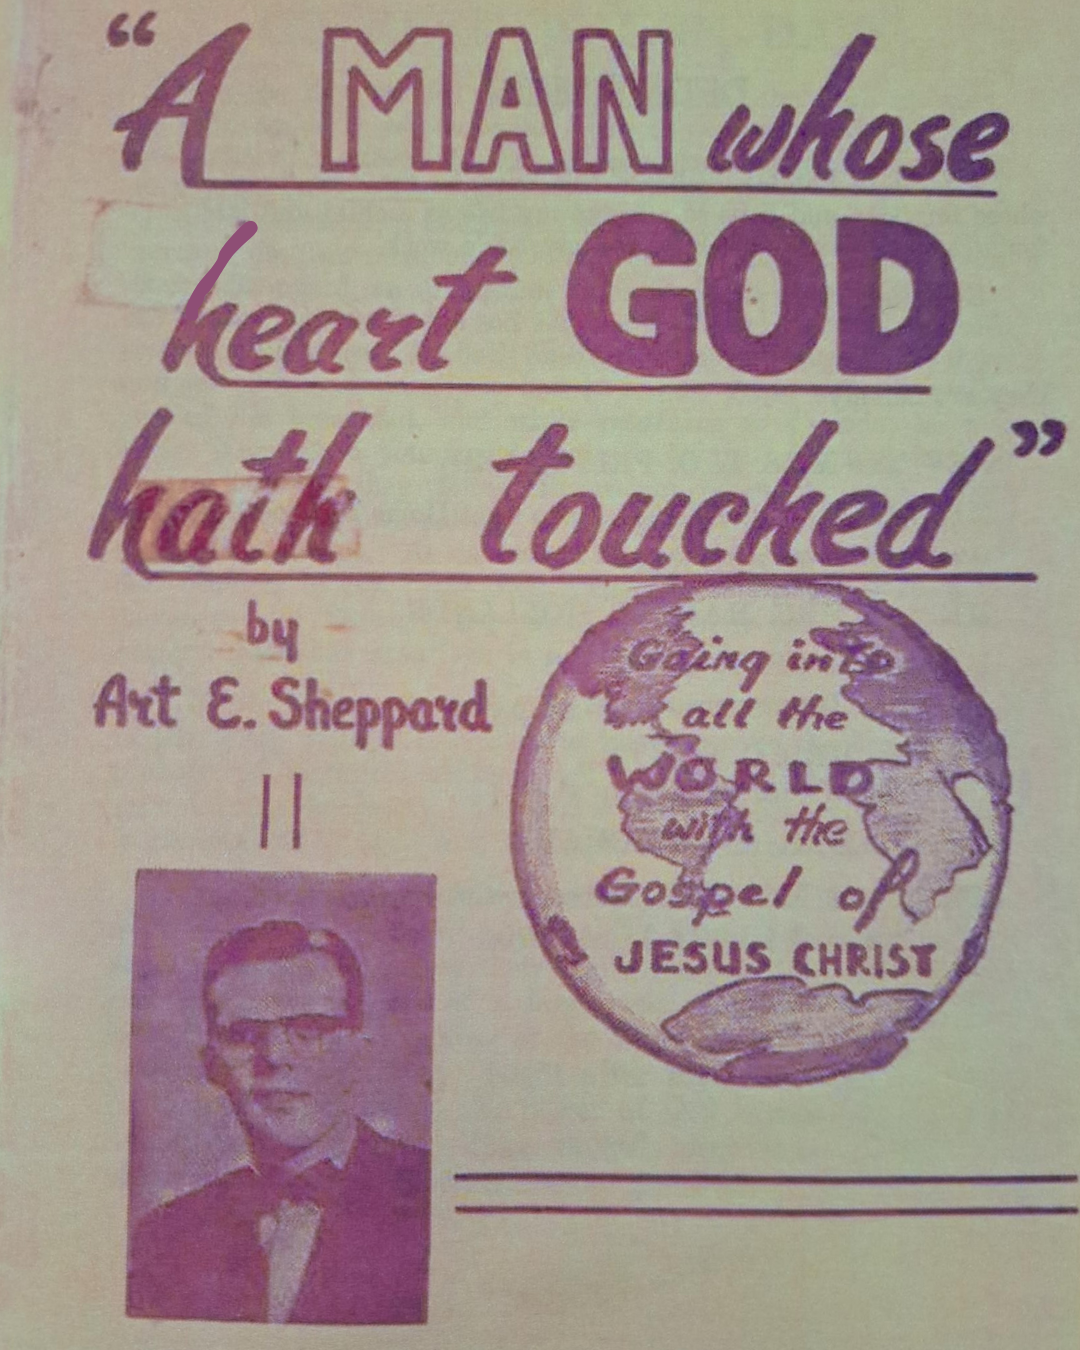 “A MAN whose
heart GOD
hath touched”
by
Art E. Sheppard
Going into
all the
WORLD
with the
Gospel of
JESUS CHRIST